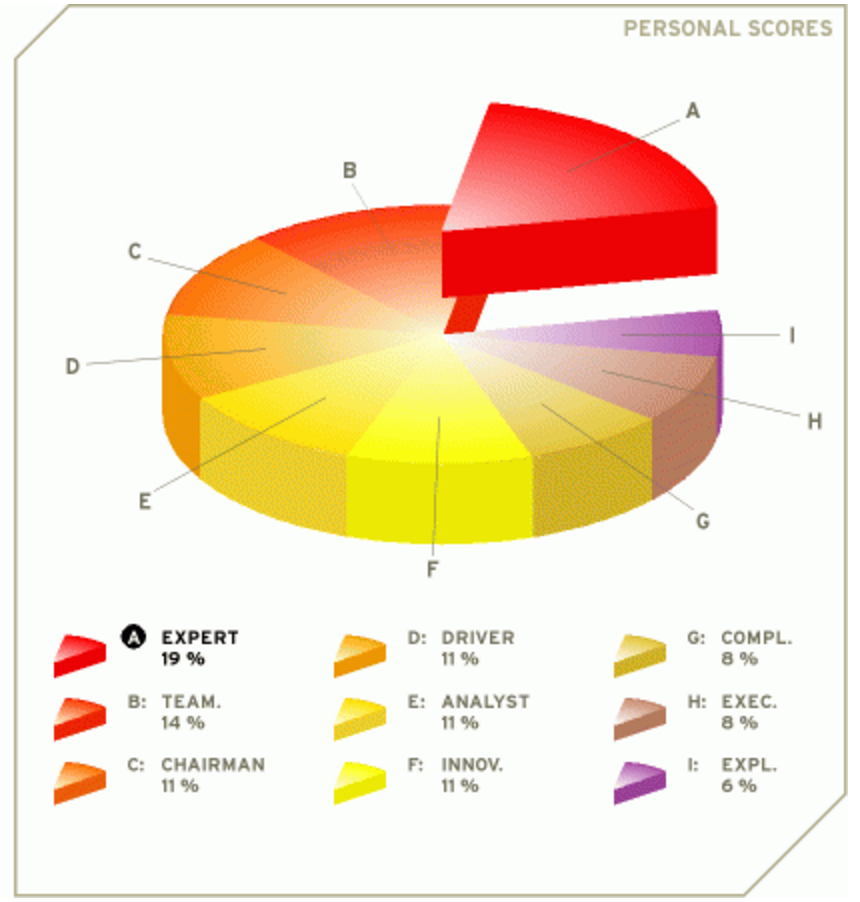 PERSONAL SCORES
A
B
C
D
E
F
G
H
I
A EXPERT
19 %
B: TEAM.
14 %
C: CHAIRMAN
11 %
D: DRIVER
11 %
E: ANALYST
11 %
F: INNOV.
11 %
G: COMPL.
8 %
H: EXEC.
8 %
I: EXPL.
6 %